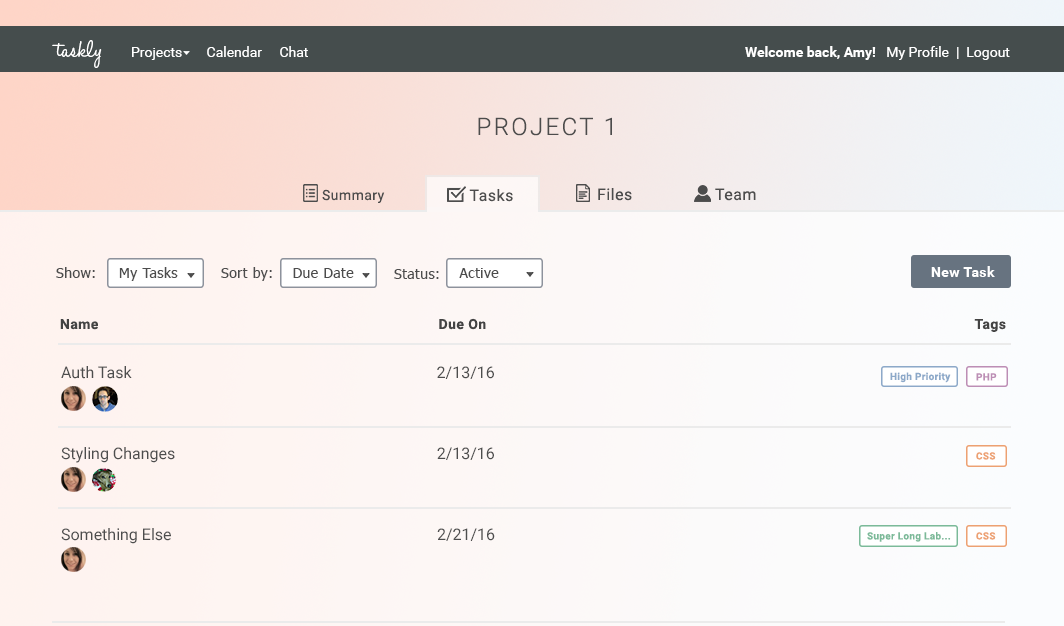 taskly Projects Calendar Chat Welcome back, Amy! My Profile | Logout
PROJECT 1
Summary Tasks Files Team
Show: My Tasks Sort by: Due Date Status: Active New Task
Name Due On Tags
Auth Task 2/13/16 High Priority PHP
Styling Changes 2/13/16 CSS
Something Else 2/21/16 Super Long Lab... CSS